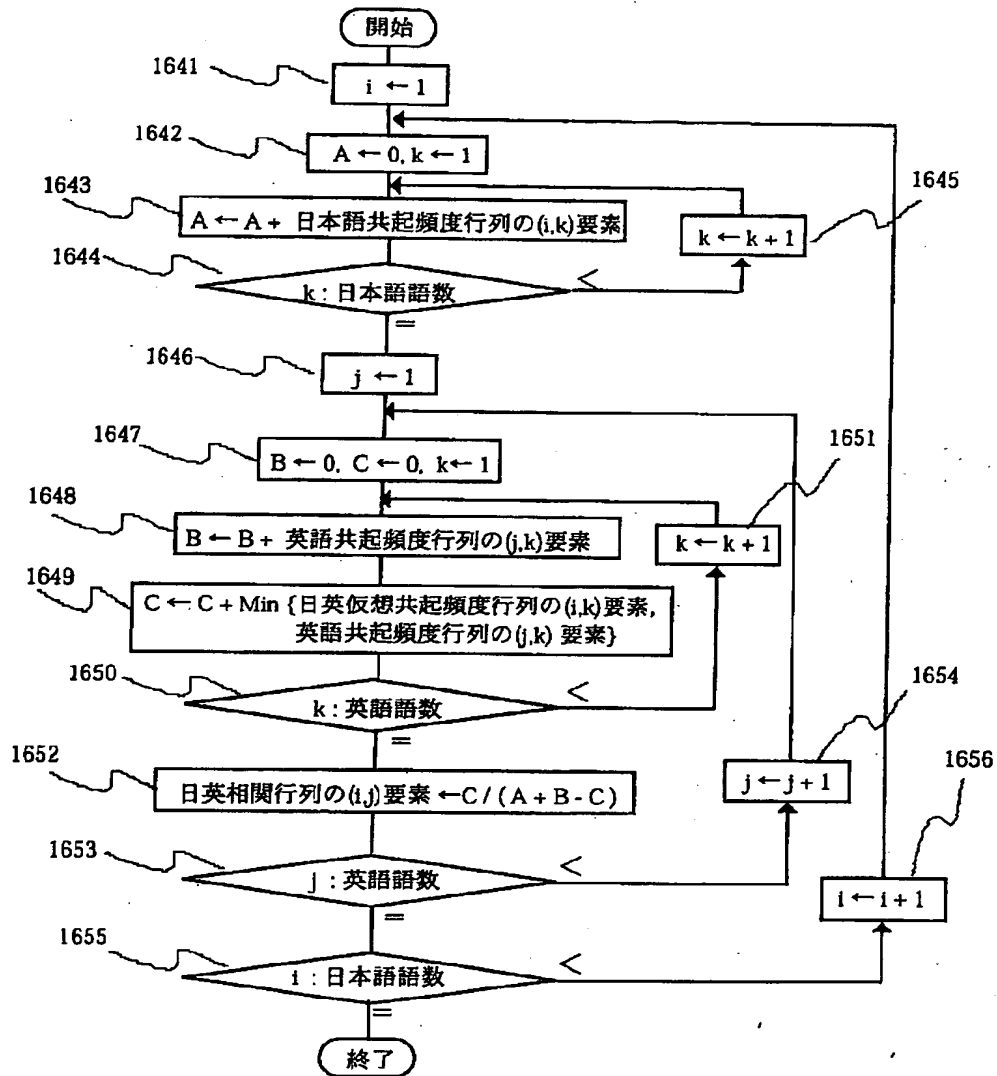 開始
1641
i ← 1
1642
A ← 0, k ← 1
1643
A ← A + 日本語共起頻度行列の(i,k)要素
1645
k ← k + 1
1644
k : 日本語語数
<
=
1646
j ← 1
1647
B ← 0, C ← 0, k ← 1
1651
1648
B ← B + 英語共起頻度行列の(j,k)要素
k ← k + 1
1649
C ← C + Min {日英仮想共起頻度行列の(i,k)要素,
英語共起頻度行列の(j,k) 要素}
1650
k : 英語語数
<
=
1654
1652
日英相関行列の(i,j)要素 ← C / ( A + B - C )
j ← j + 1
1656
1653
j : 英語語数
<
=
i ← i + 1
1655
i : 日本語語数
<
=
終了